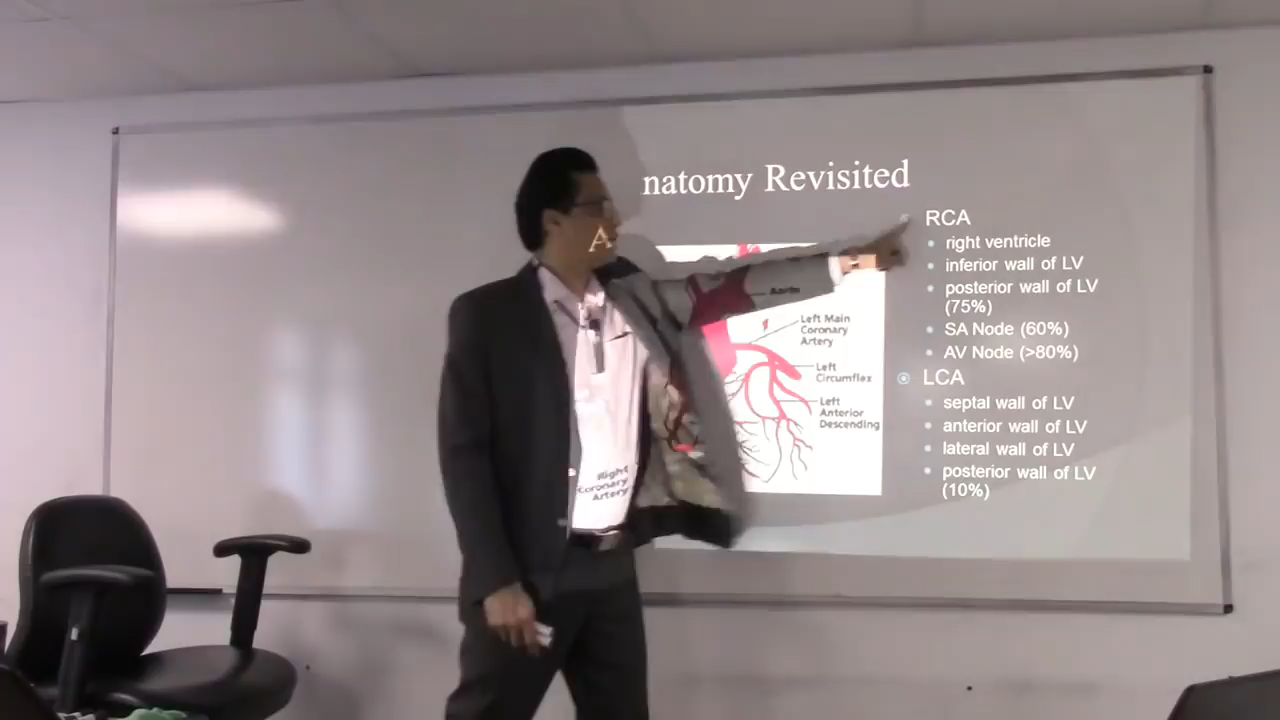 Anatomy Revisited
RCA
right ventricle
inferior wall of LV
posterior wall of LV
(75%)
SA Node (60%)
AV Node (>80%)
LCA
septal wall of LV
anterior wall of LV
lateral wall of LV
posterior wall of LV
(10%)
Aorta
Left Main
Coronary
Artery
Left
Circumflex
Left
Anterior
Descending
Right
Coronary
Artery